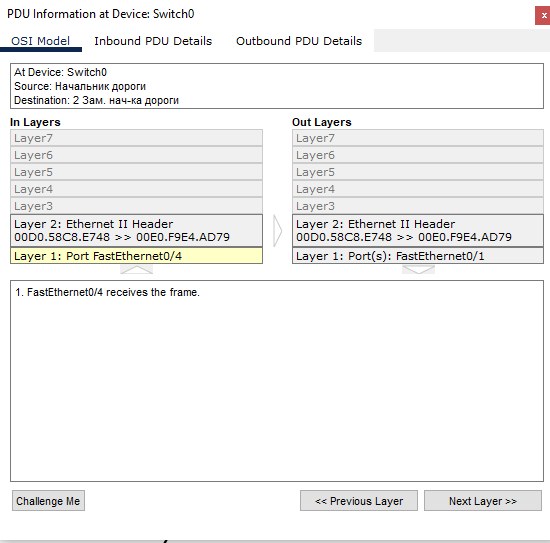 PDU Information at Device: Switch0
x
OSI Model Inbound PDU Details Outbound PDU Details
At Device: Switch0
Source: Начальник дороги
Destination: 2 Зам. нач-ка дороги
In Layers
Layer7
Layer6
Layer5
Layer4
Layer3
Layer 2: Ethernet II Header
00D0.58C8.E748 >> 00E0.F9E4.AD79
Layer 1: Port FastEthernet0/4
Out Layers
Layer7
Layer6
Layer5
Layer4
Layer3
Layer 2: Ethernet II Header
00D0.58C8.E748 >> 00E0.F9E4.AD79
Layer 1: Port(s): FastEthernet0/1
1. FastEthernet0/4 receives the frame.
Challenge Me
<< Previous Layer
Next Layer >>